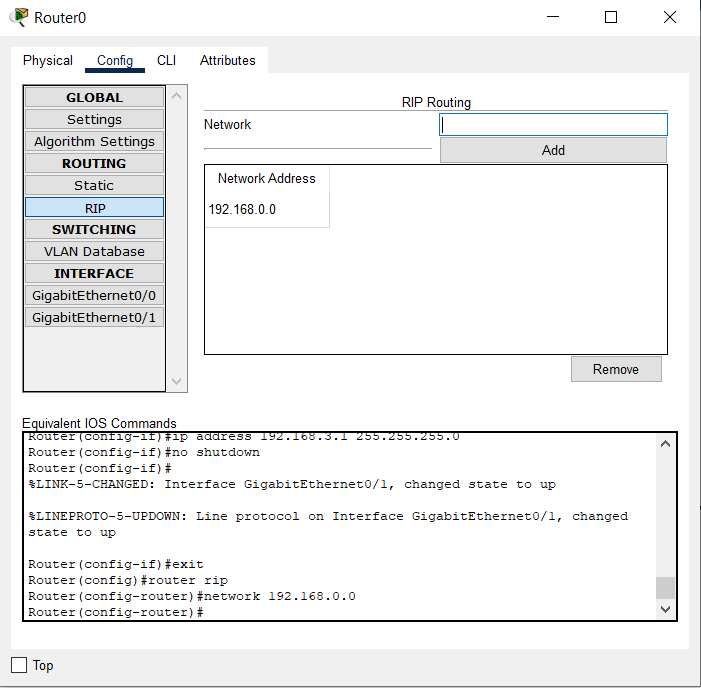 Router0
Physical Config CLI Attributes
GLOBAL
Settings
Algorithm Settings
ROUTING
Static
RIP
SWITCHING
VLAN Database
INTERFACE
GigabitEthernet0/0
GigabitEthernet0/1
RIP Routing
Network
Add
Network Address
192.168.0.0
Remove
Equivalent IOS Commands
Router(config-if)#ip address 192.168.3.1 255.255.255.0
Router(config-if)#no shutdown
Router(config-if)#
%LINK-5-CHANGED: Interface GigabitEthernet0/1, changed state to up
%LINEPROTO-5-UPDOWN: Line protocol on Interface GigabitEthernet0/1, changed
state to up
Router(config-if)#exit
Router(config)#router rip
Router(config-router)#network 192.168.0.0
Router(config-router)#
Top